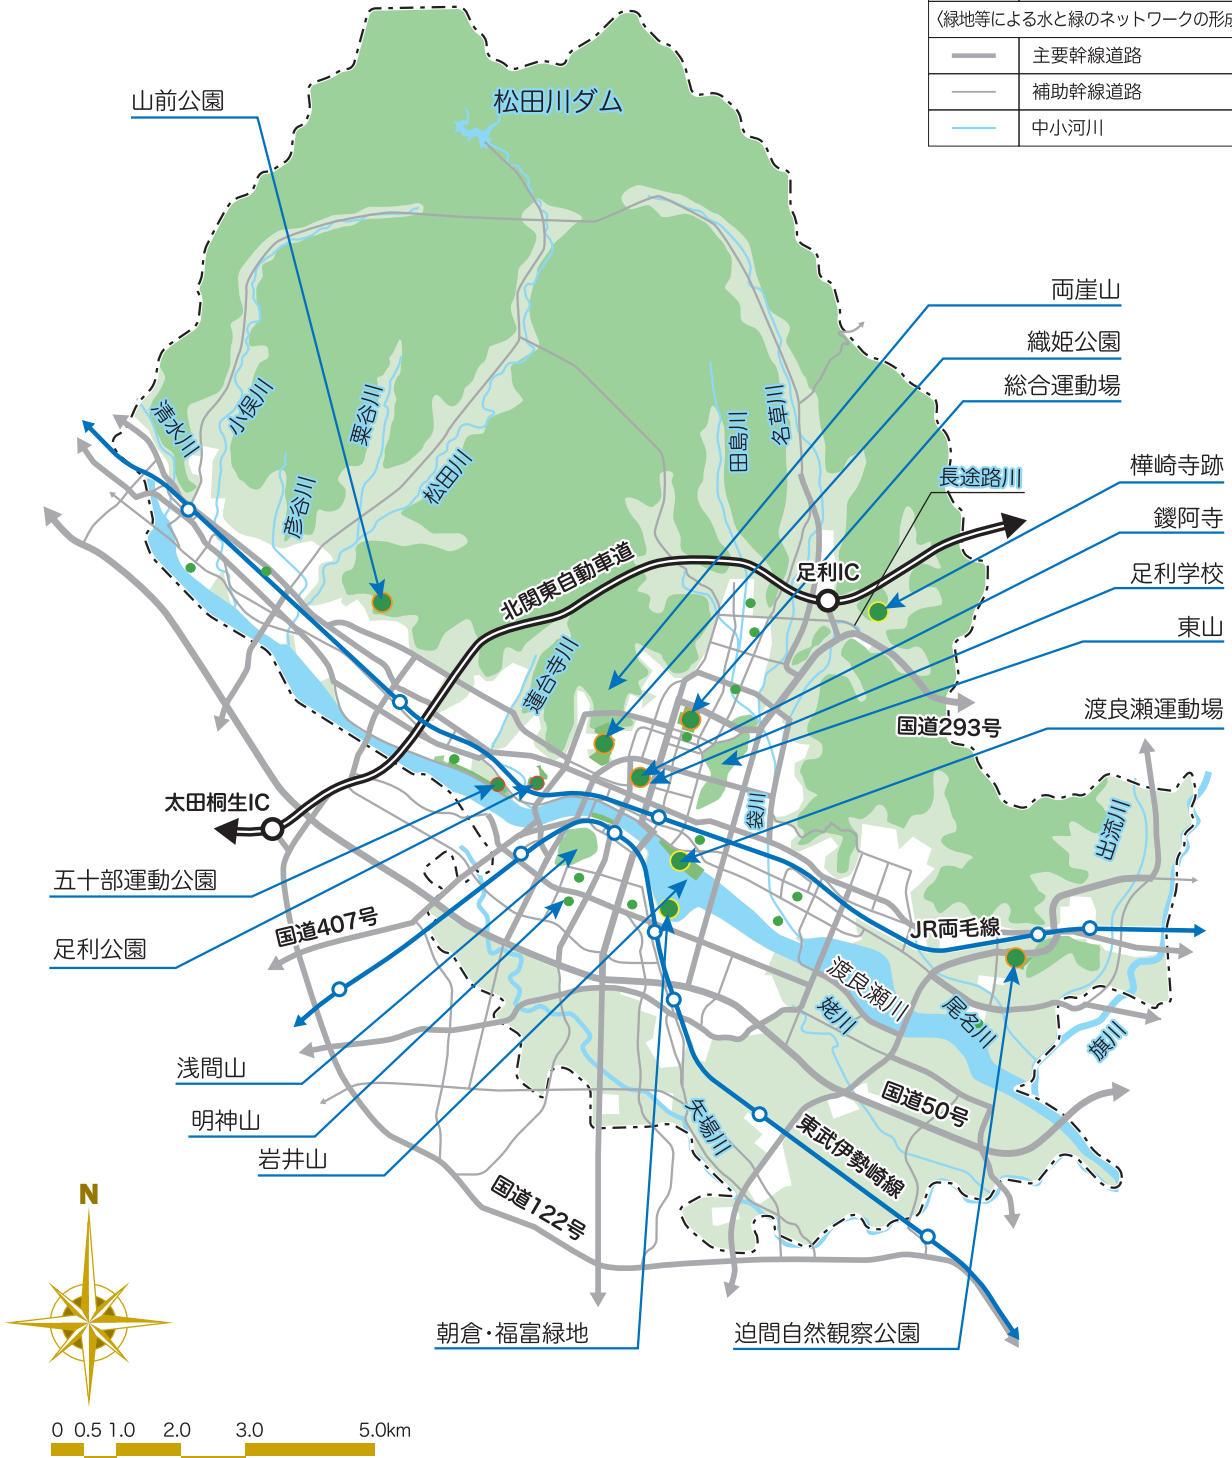 〈緑地等による水と緑のネットワークの形成
主要幹線道路
補助幹線道路
中小河川
山前公園
松田川ダム
両崖山
織姫公園
総合運動場
清水川
小俣川
粟谷川
田島川
名草川
松田川
彦谷川
長途路川
樺崎寺跡
鑁阿寺
北関東自動車道
足利IC
足利学校
東山
蓮台寺川
渡良瀬運動場
国道293号
太田桐生IC
袋川
出流川
五十部運動公園
国道407号
足利公園
JR両毛線
渡良瀬川
姥川
尾名川
旗川
浅間山
明神山
岩井山
国道50号
矢場川
東武伊勢崎線
N
国道122号
朝倉・福富緑地
迫間自然観察公園
0 0.5 1.0 2.0 3.0 5.0km